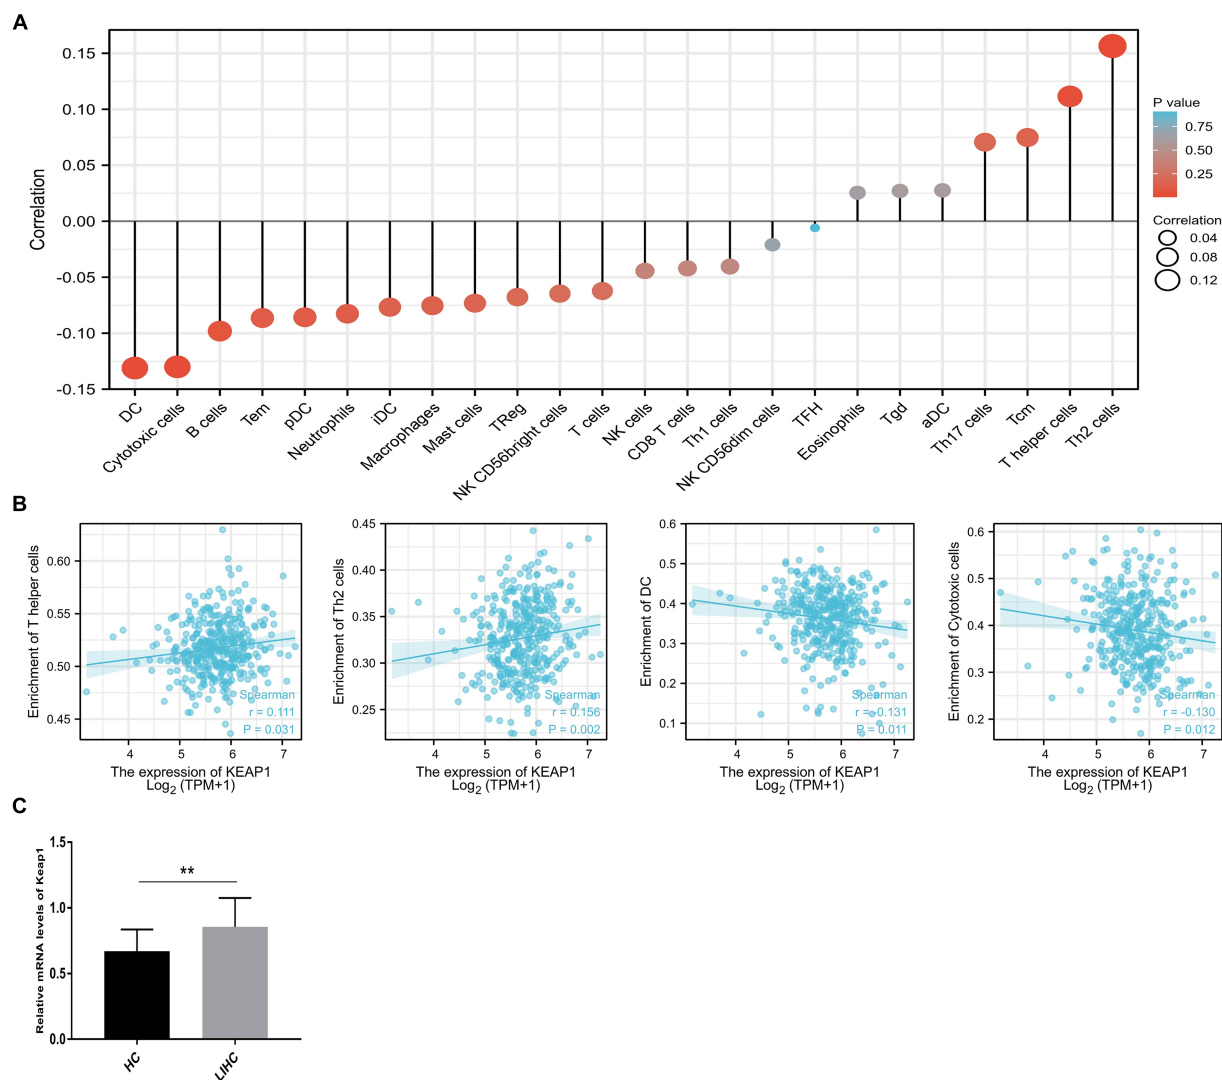 A
Correlation
0.15
0.10
0.05
0.00
-0.05
-0.10
-0.15
DC
Cytotoxic cells
B cells
Tem
pDC
Neutrophils
iDC
Macrophages
Mast cells
TReg
NK CD56bright cells
T cells
NK cells
CD8 T cells
Th1 cells
NK CD56dim cells
TFH
Eosinophils
Tgd
aDC
Th17 cells
Tcm
T helper cells
Th2 cells
P value
0.75
0.50
0.25
Correlation
0.04
0.08
0.12
B
Enrichment of T helper cells
0.60
0.55
0.50
0.45
Spearman
r = 0.111
P = 0.031
4 5 6 7
The expression of KEAP1
Log2 (TPM+1)
Enrichment of Th2 cells
0.45
0.40
0.35
0.30
0.25
Spearman
r = 0.156
P = 0.002
4 5 6 7
The expression of KEAP1
Log2 (TPM+1)
Enrichment of DC
0.6
0.5
0.4
0.3
0.2
0.1
Spearman
r = -0.131
P = 0.011
4 5 6 7
The expression of KEAP1
Log2 (TPM+1)
Enrichment of Cytotoxic cells
0.6
0.5
0.4
0.3
0.2
Spearman
r = -0.130
P = 0.012
4 5 6 7
The expression of KEAP1
Log2 (TPM+1)
C
Relative mRNA levels of Keap1
1.5
1.0
0.5
0.0
**
HC
LIHC